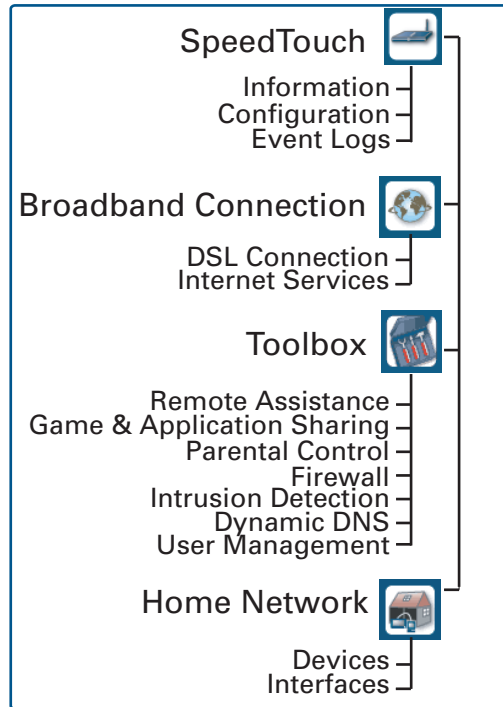 SpeedTouch
Information
Configuration
Event Logs
Broadband Connection
DSL Connection
Internet Services
Toolbox
Remote Assistance
Game & Application Sharing
Parental Control
Firewall
Intrusion Detection
Dynamic DNS
User Management
Home Network
Devices
Interfaces